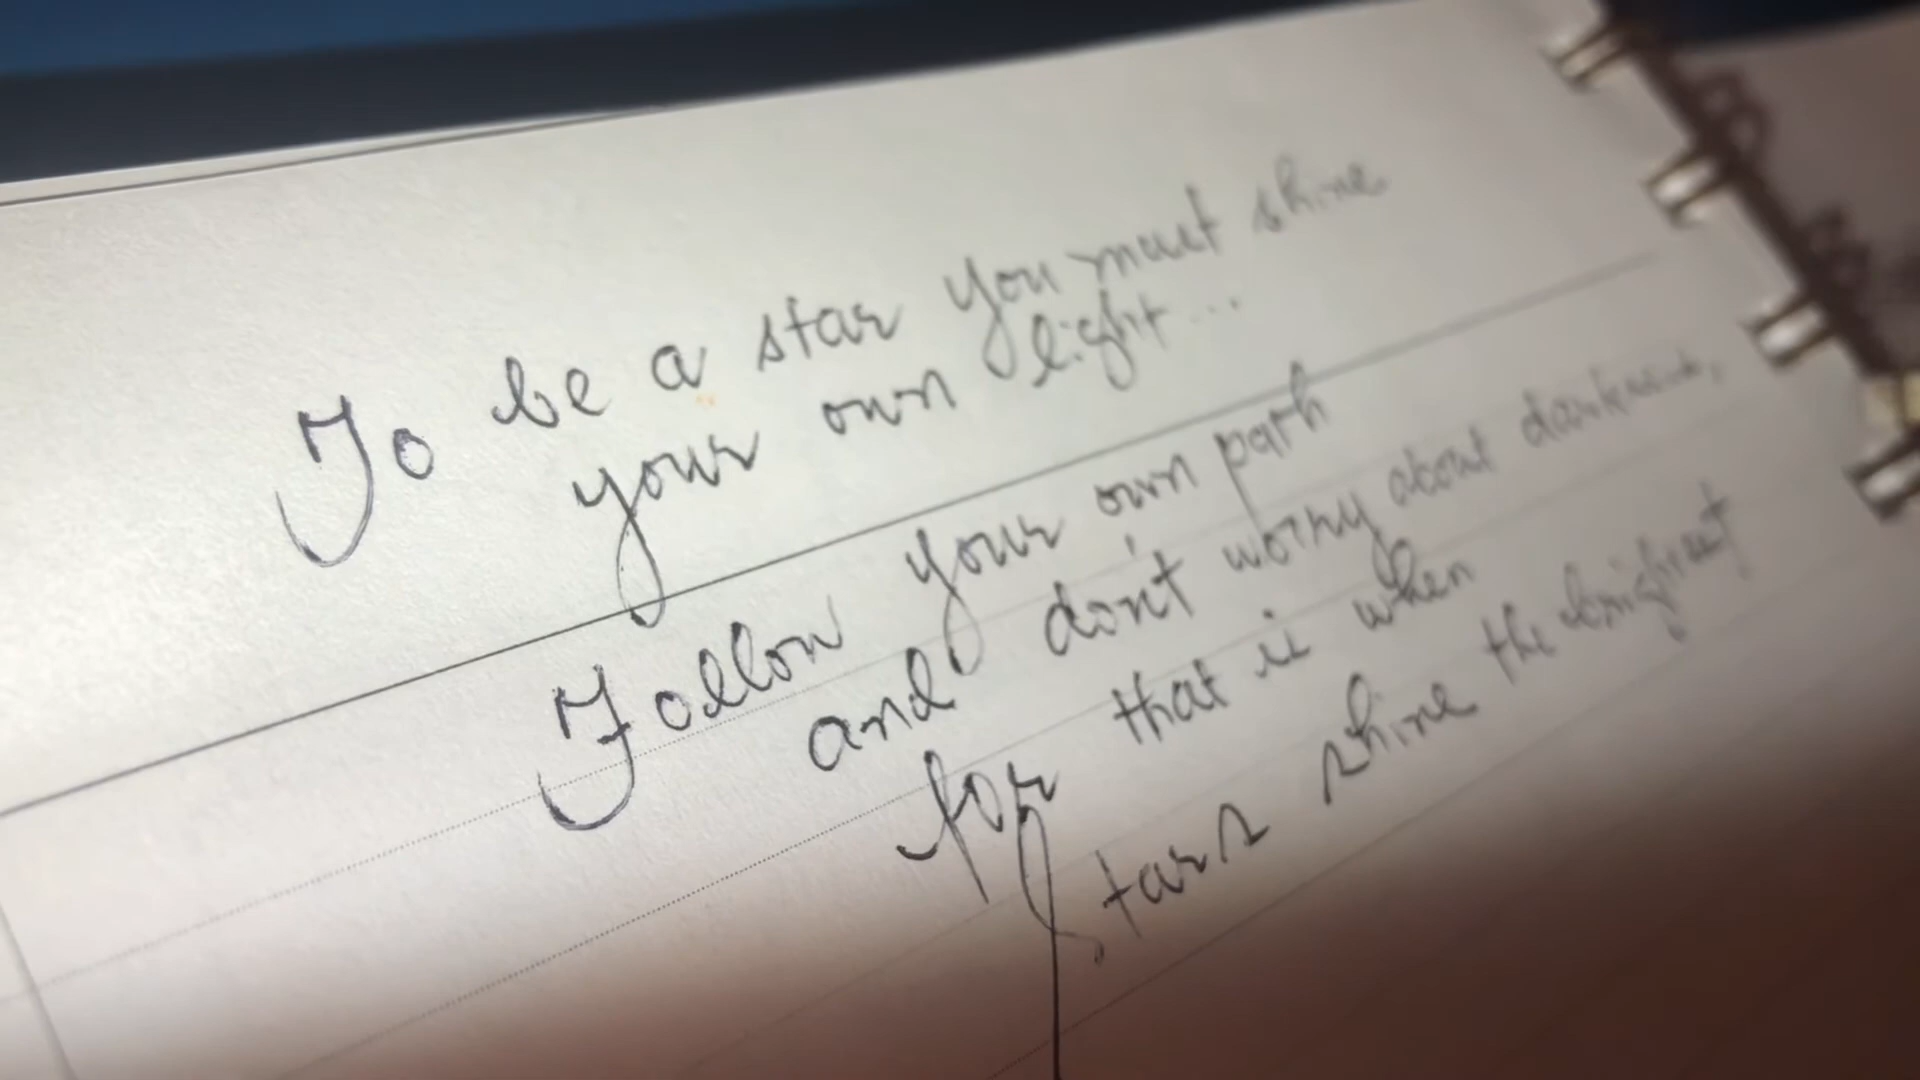 To be a star you must shine
your own light...
Follow your own path
and don't worry about darkness,
for that is when
stars shine the brightest